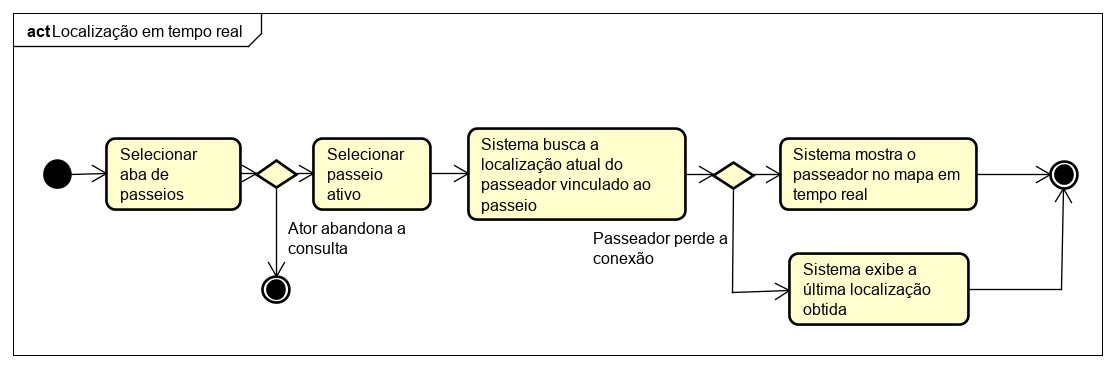 act Localização em tempo real
Selecionar
aba de
passeios
Selecionar
passeio
ativo
Sistema busca a
localização atual do
passeador vinculado ao
passeio
Sistema mostra o
passeador no mapa em
tempo real
Ator abandona a
consulta
Passeador perde a
conexão
Sistema exibe a
última localização
obtida